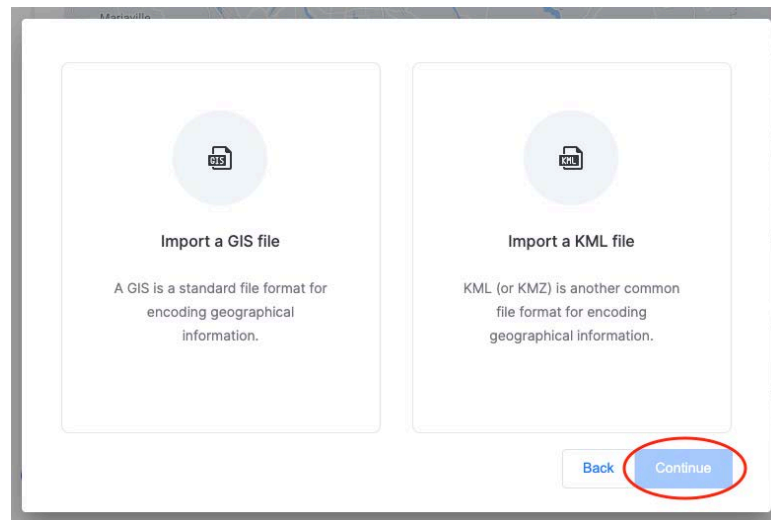 Mariaville
GIS
KML
Import a GIS file
Import a KML file
A GIS is a standard file format for
encoding geographical
information.
KML (or KMZ) is another common
file format for encoding
geographical information.
Back
Continue